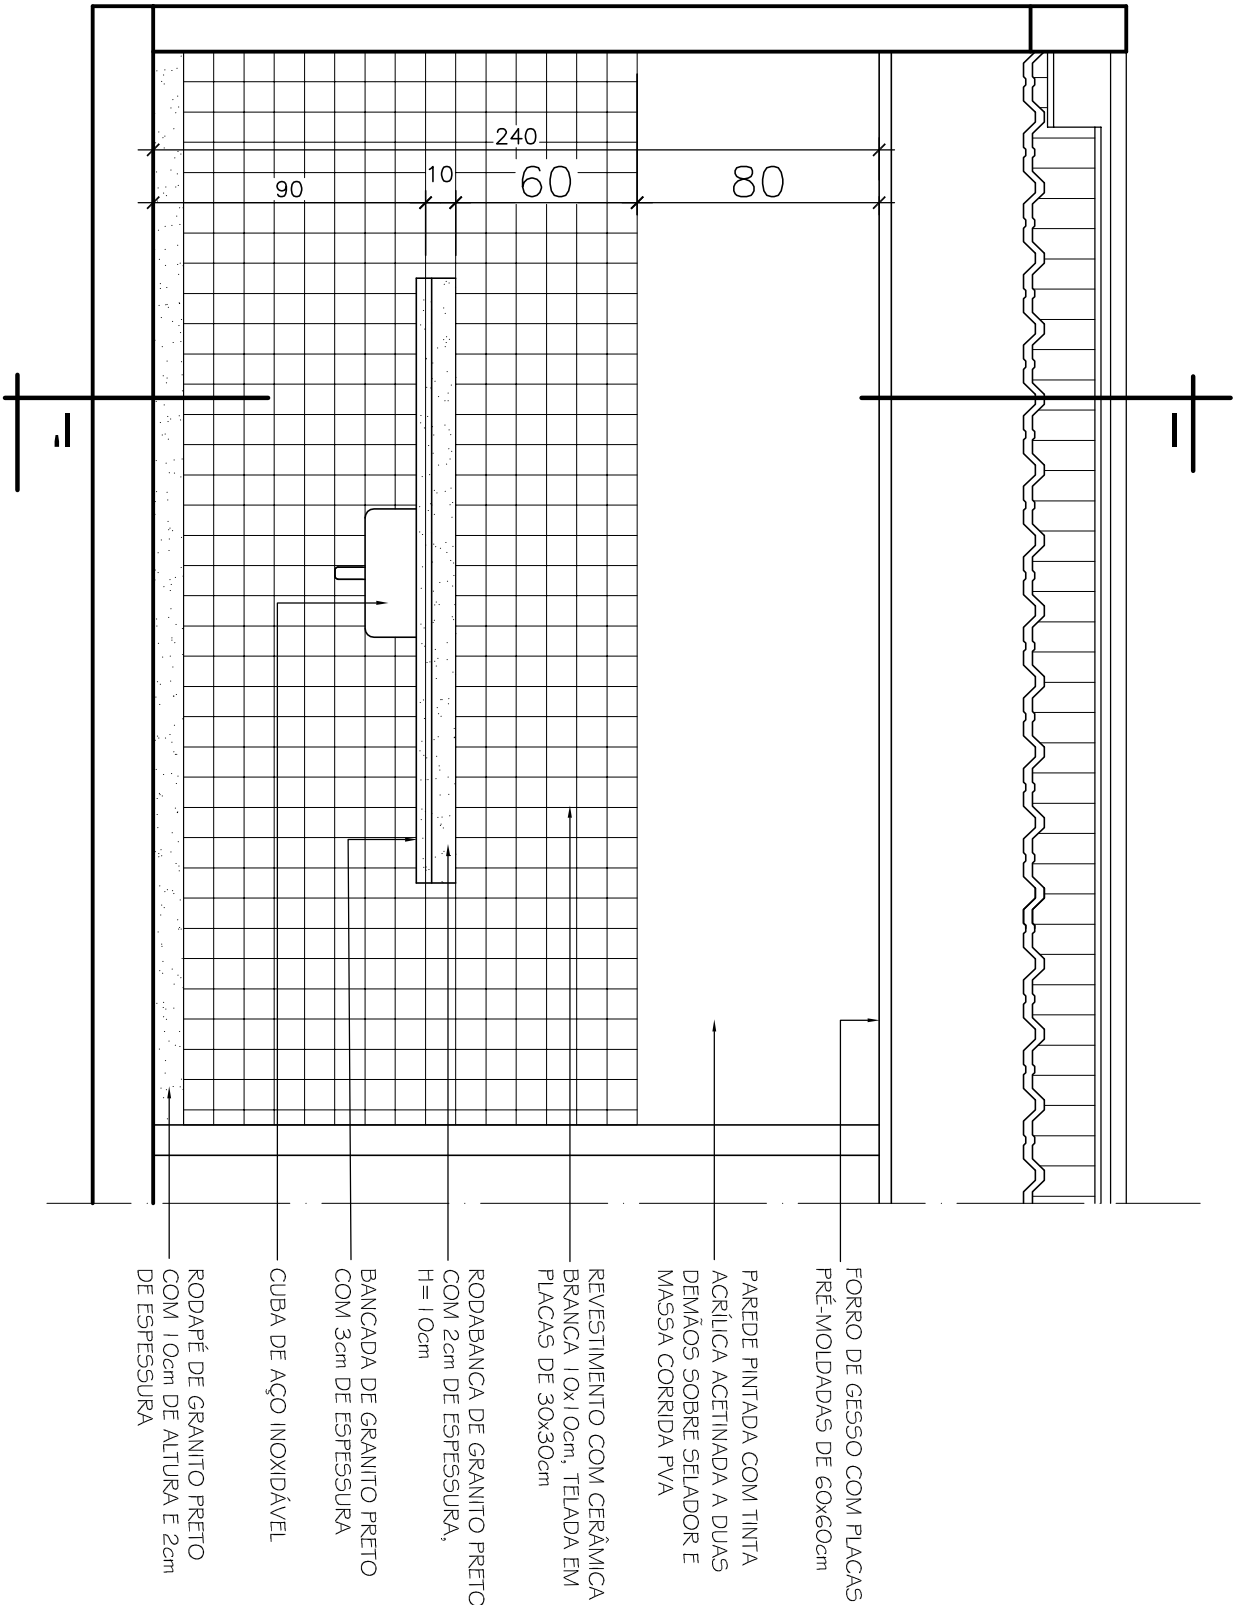 FORRO DE GESSO COM PLACAS
PRÉ-MOLDADAS DE 60x60cm
PAREDE PINTADA COM TINTA
ACRÍLICA ACETINADA A DUAS
DEMÃOS SOBRE SELADOR E
MASSA CORRIDA PVA
REVESTIMENTO COM CERÂMICA
BRANCA 10x10cm, TELADA EM
PLACAS DE 30x30cm
RODABANCA DE GRANITO PRETO
COM 2cm DE ESPESSURA,
H=10cm
BANCADA DE GRANITO PRETO
COM 3cm DE ESPESSURA
CUBA DE AÇO INOXIDÁVEL
RODAPÉ DE GRANITO PRETO
COM 10cm DE ALTURA E 2cm
DE ESPESSURA
240
90
10
60
80
I'
I